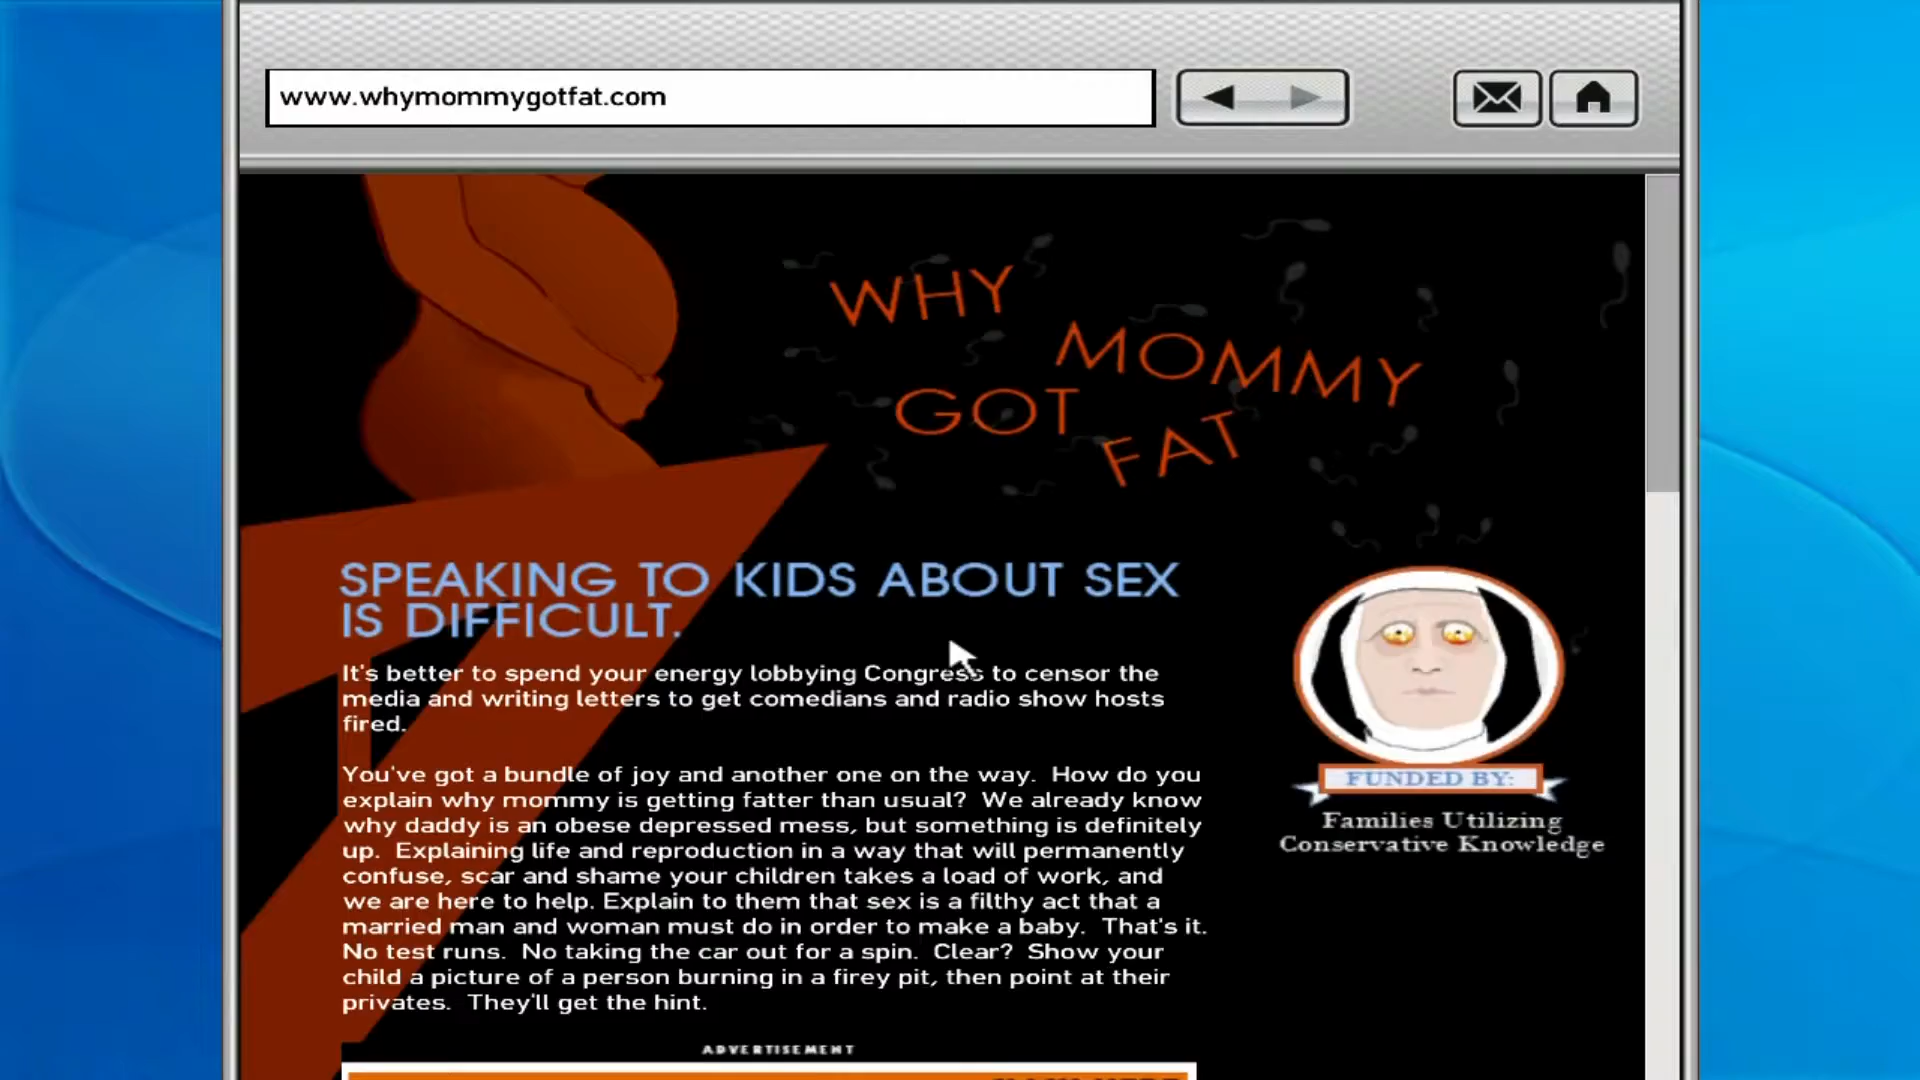 www.whymommygotfat.com
WHY
MOMMY
GOT
FAT
SPEAKING TO KIDS ABOUT SEX
IS DIFFICULT.
It's better to spend your energy lobbying Congress to censor the
media and writing letters to get comedians and radio show hosts
fired.
You've got a bundle of joy and another one on the way.  How do you
explain why mommy is getting fatter than usual?  We already know
why daddy is an obese depressed mess, but something is definitely
up.  Explaining life and reproduction in a way that will permanently
confuse, scar and shame your children takes a load of work, and
we are here to help. Explain to them that sex is a filthy act that a
married man and woman must do in order to make a baby.  That's it.
No test runs.  No taking the car out for a spin.  Clear?  Show your
child a picture of a person burning in a firey pit, then point at their
privates.  They'll get the hint.
FUNDED BY:
Families Utilizing
Conservative Knowledge
ADVERTISEMENT